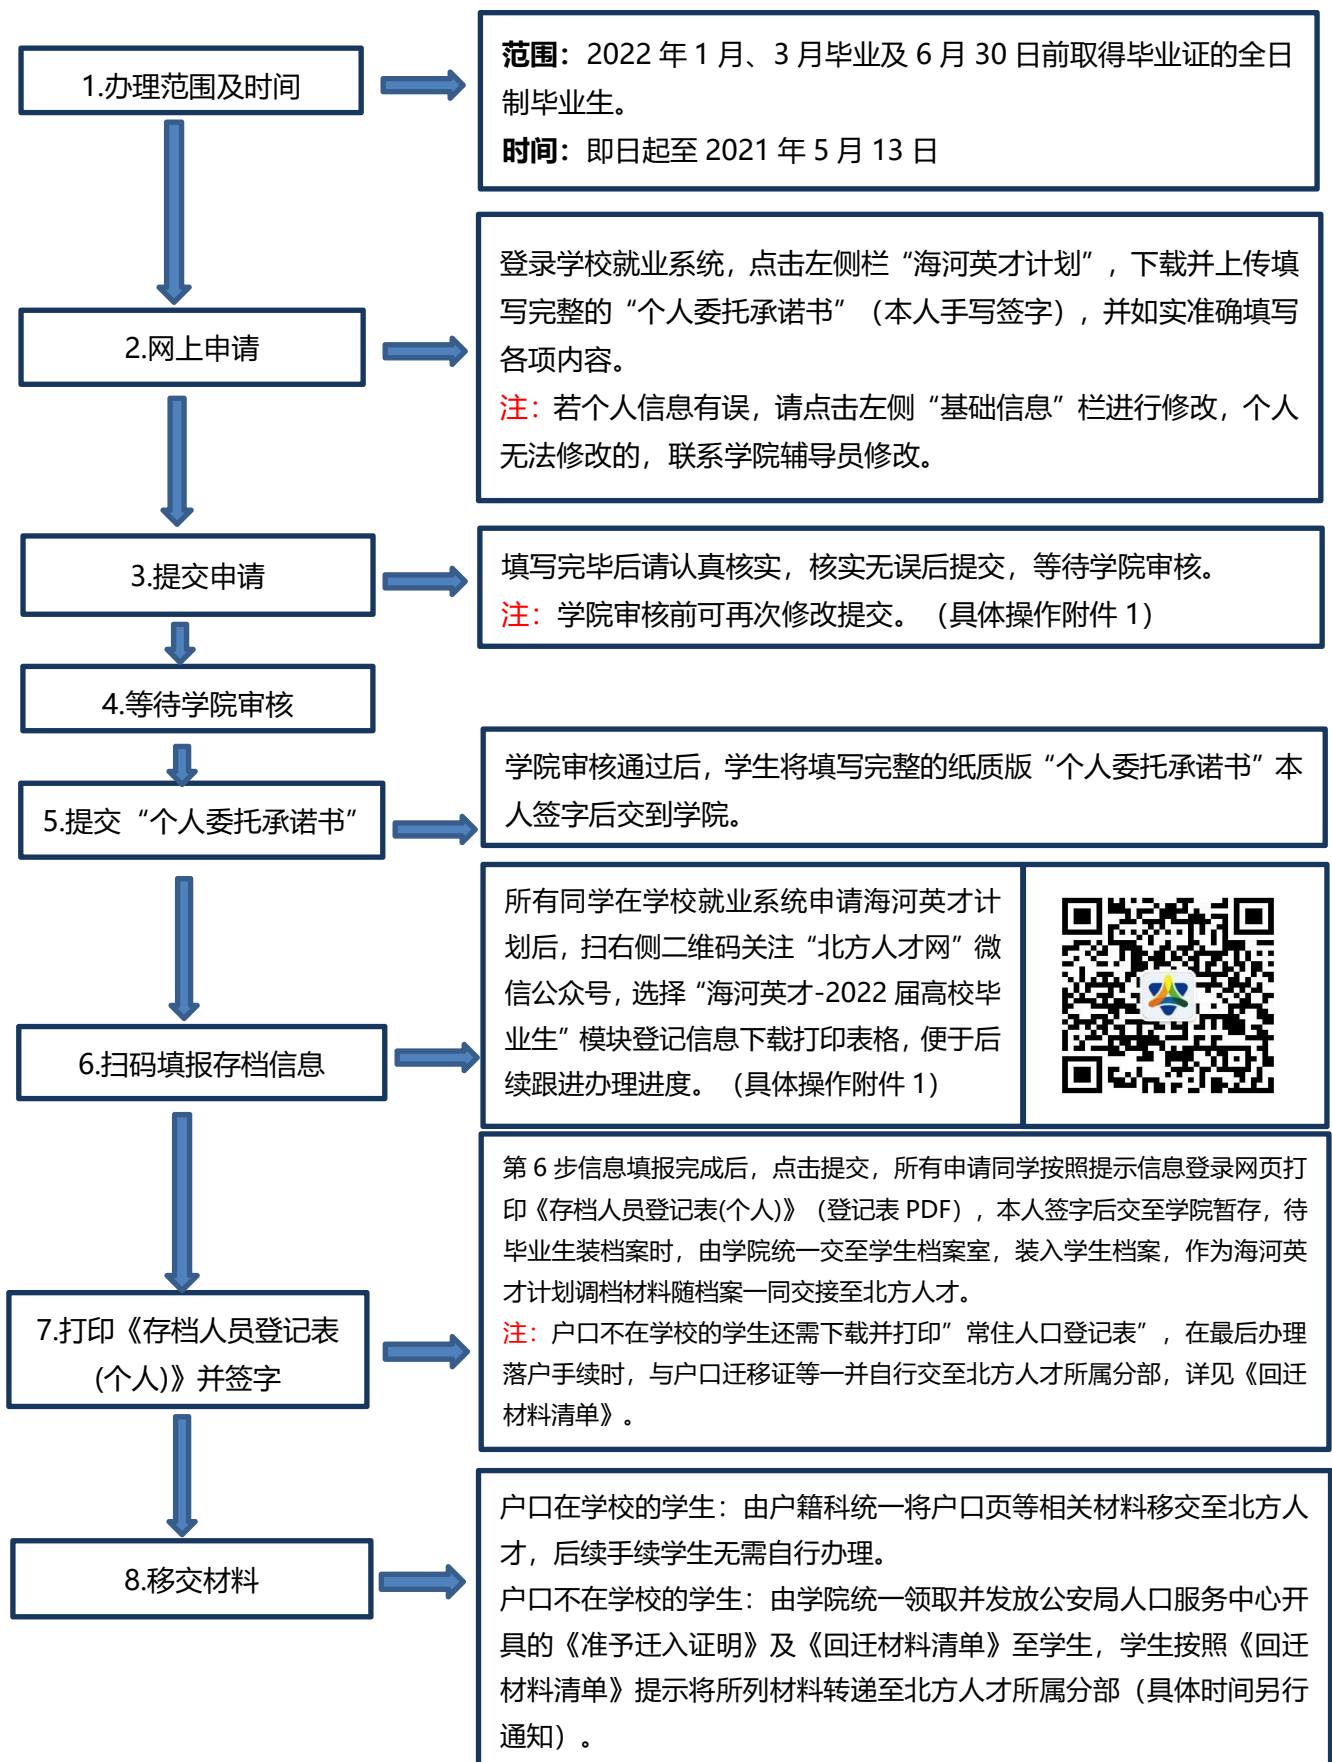 1.办理范围及时间
范围：2022 年 1 月、3 月毕业及 6 月 30 日前取得毕业证的全日
制毕业生。
时间：即日起至 2021 年 5 月 13 日
2.网上申请
登录学校就业系统，点击左侧栏“海河英才计划”，下载并上传填
写完整的“个人委托承诺书”（本人手写签字），并如实准确填写
各项内容。
注：若个人信息有误，请点击左侧“基础信息”栏进行修改，个人
无法修改的，联系学院辅导员修改。
3.提交申请
填写完毕后请认真核实，核实无误后提交，等待学院审核。
注：学院审核前可再次修改提交。（具体操作附件 1）
4.等待学院审核
5.提交“个人委托承诺书”
学院审核通过后，学生将填写完整的纸质版“个人委托承诺书”本
人签字后交到学院。
6.扫码填报存档信息
所有同学在学校就业系统申请海河英才计
划后，扫右侧二维码关注“北方人才网”微
信公众号，选择“海河英才-2022 届高校毕
业生”模块登记信息下载打印表格，便于后
续跟进办理进度。（具体操作附件 1）
7.打印《存档人员登记表
(个人)》并签字
第 6 步信息填报完成后，点击提交，所有申请同学按照提示信息登录网页打
印《存档人员登记表(个人)》（登记表 PDF），本人签字后交至学院暂存，待
毕业生装档案时，由学院统一交至学生档案室，装入学生档案，作为海河英
才计划调档材料随档案一同交接至北方人才。
注：户口不在学校的学生还需下载并打印”常住人口登记表”，在最后办理
落户手续时，与户口迁移证等一并自行交至北方人才所属分部，详见《回迁
材料清单》。
8.移交材料
户口在学校的学生：由户籍科统一将户口页等相关材料移交至北方人
才，后续手续学生无需自行办理。
户口不在学校的学生：由学院统一领取并发放公安局人口服务中心开
具的《准予迁入证明》及《回迁材料清单》至学生，学生按照《回迁
材料清单》提示将所列材料转递至北方人才所属分部（具体时间另行
通知）。